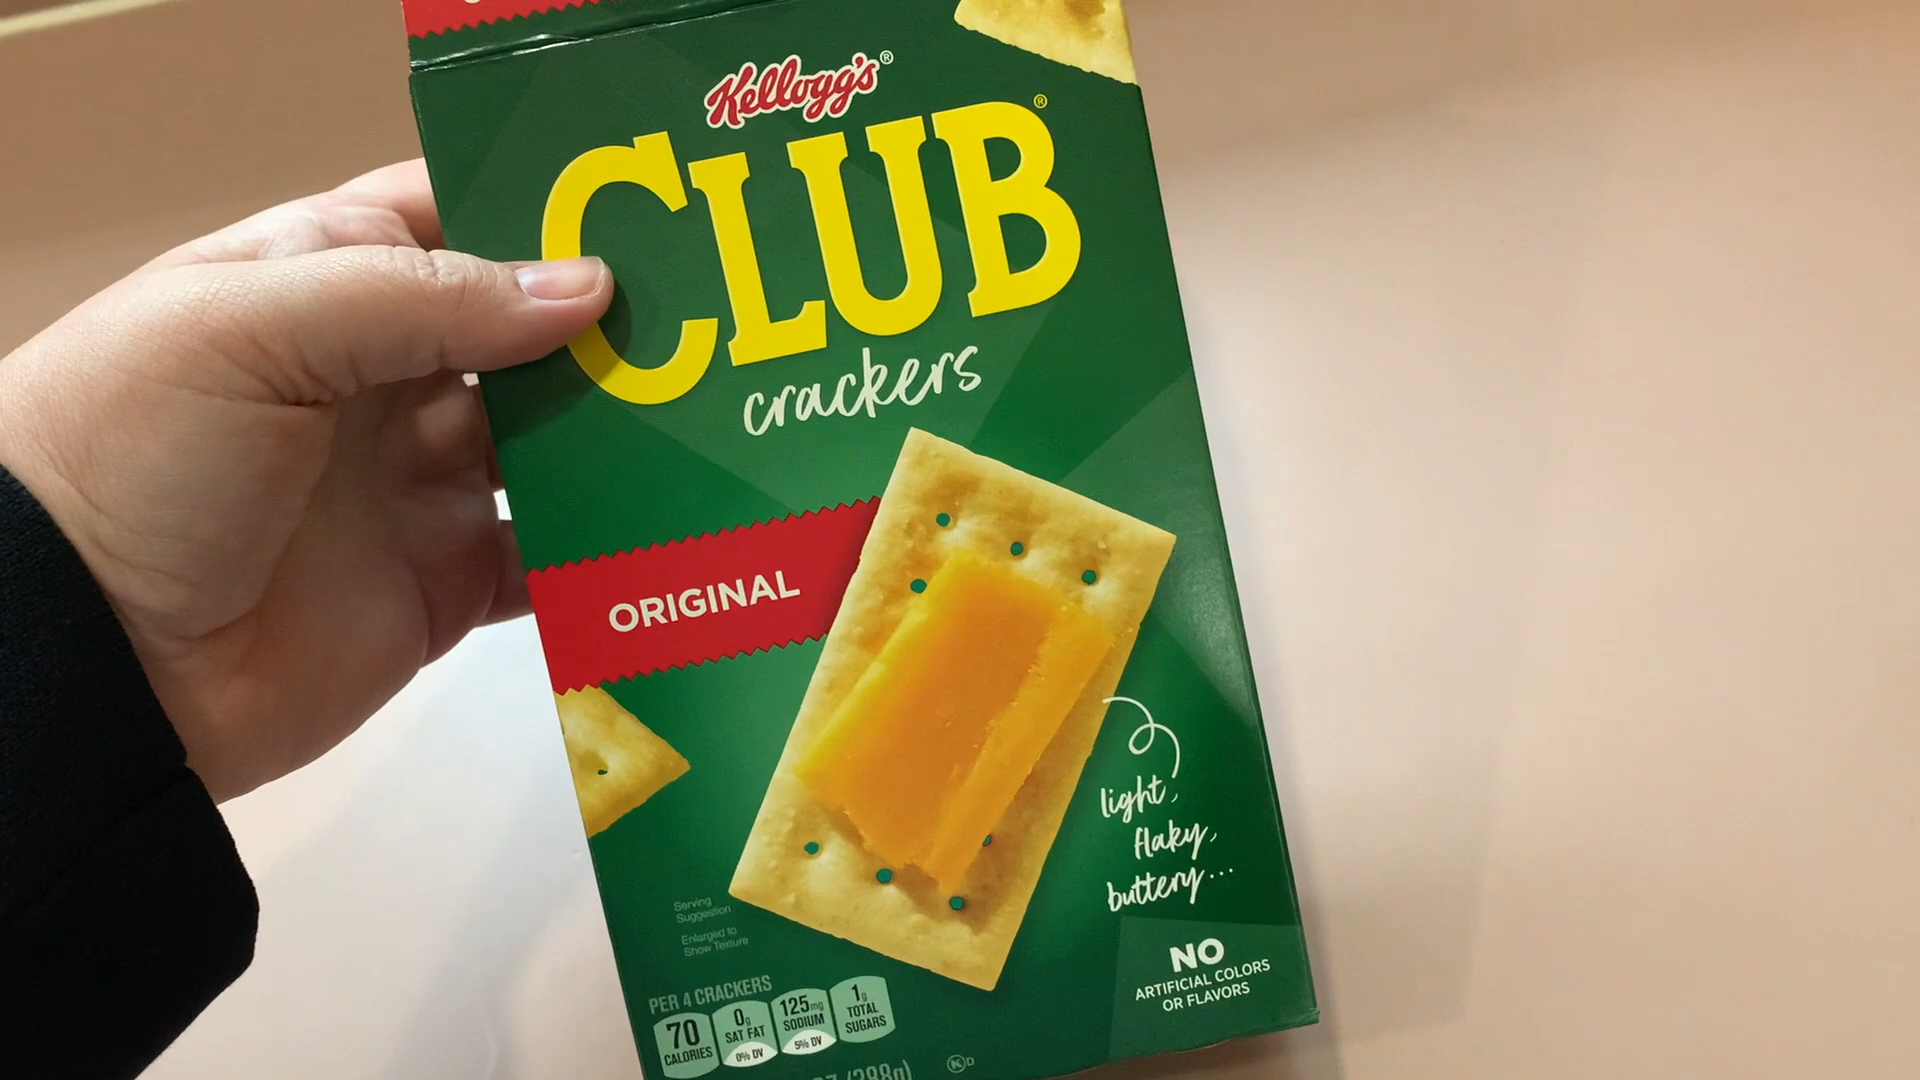 Kellogg's®
CLUB®
crackers
ORIGINAL
light,
flaky,
buttery...
Serving
Suggestion
Enlarged to
Show Texture
NO
ARTIFICIAL COLORS
OR FLAVORS
PER 4 CRACKERS
70
CALORIES
0g
SAT FAT
0% DV
125mg
SODIUM
5% DV
1g
TOTAL
SUGARS
(388g)
K D